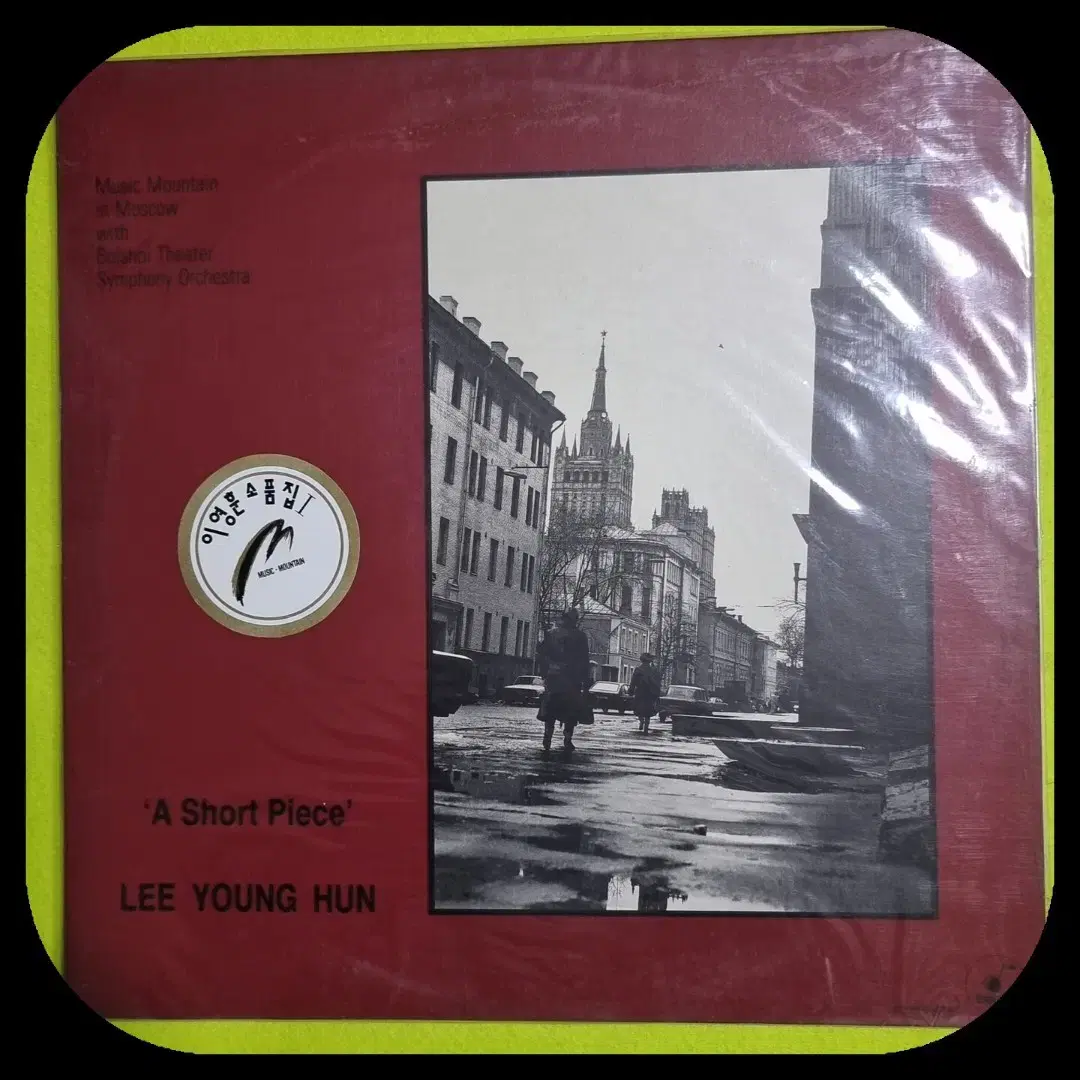 Music Mountain
in Moscow
with
Bolshoi Theater
Symphony Orchestra
이영훈 소품집 I
MUSIC - MOUNTAIN
'A Short Piece'
LEE YOUNG HUN